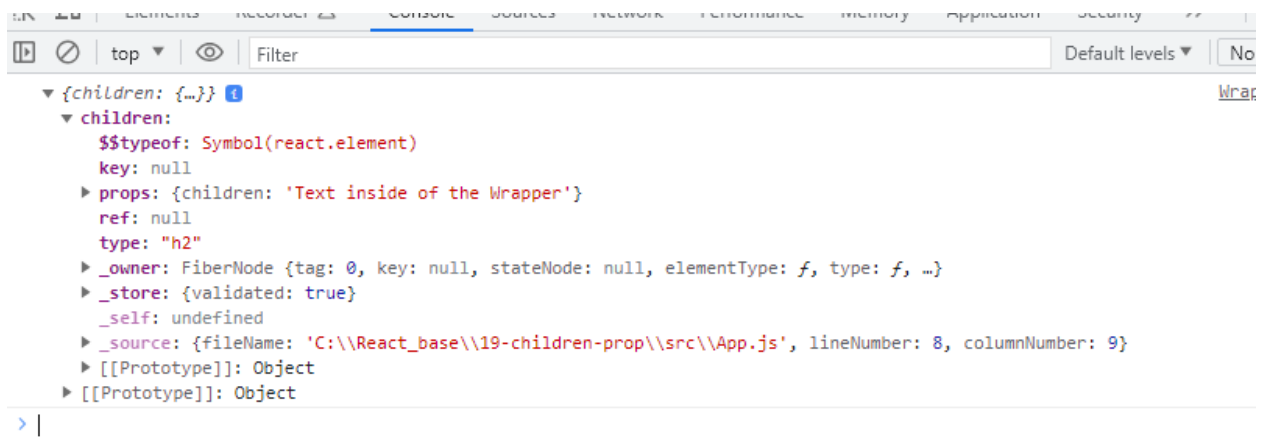 Elements Recorder Console Sources Network Performance Memory Application Security
top ▼ Filter Default levels ▼ No
▼ {children: {…}} i Wrap
▼ children:
$$typeof: Symbol(react.element)
key: null
▶ props: {children: 'Text inside of the Wrapper'}
ref: null
type: "h2"
▶ _owner: FiberNode {tag: 0, key: null, stateNode: null, elementType: ƒ, type: ƒ, …}
▶ _store: {validated: true}
_self: undefined
▶ _source: {fileName: 'C:\\React_base\\19-children-prop\\src\\App.js', lineNumber: 8, columnNumber: 9}
▶ [[Prototype]]: Object
▶ [[Prototype]]: Object
>